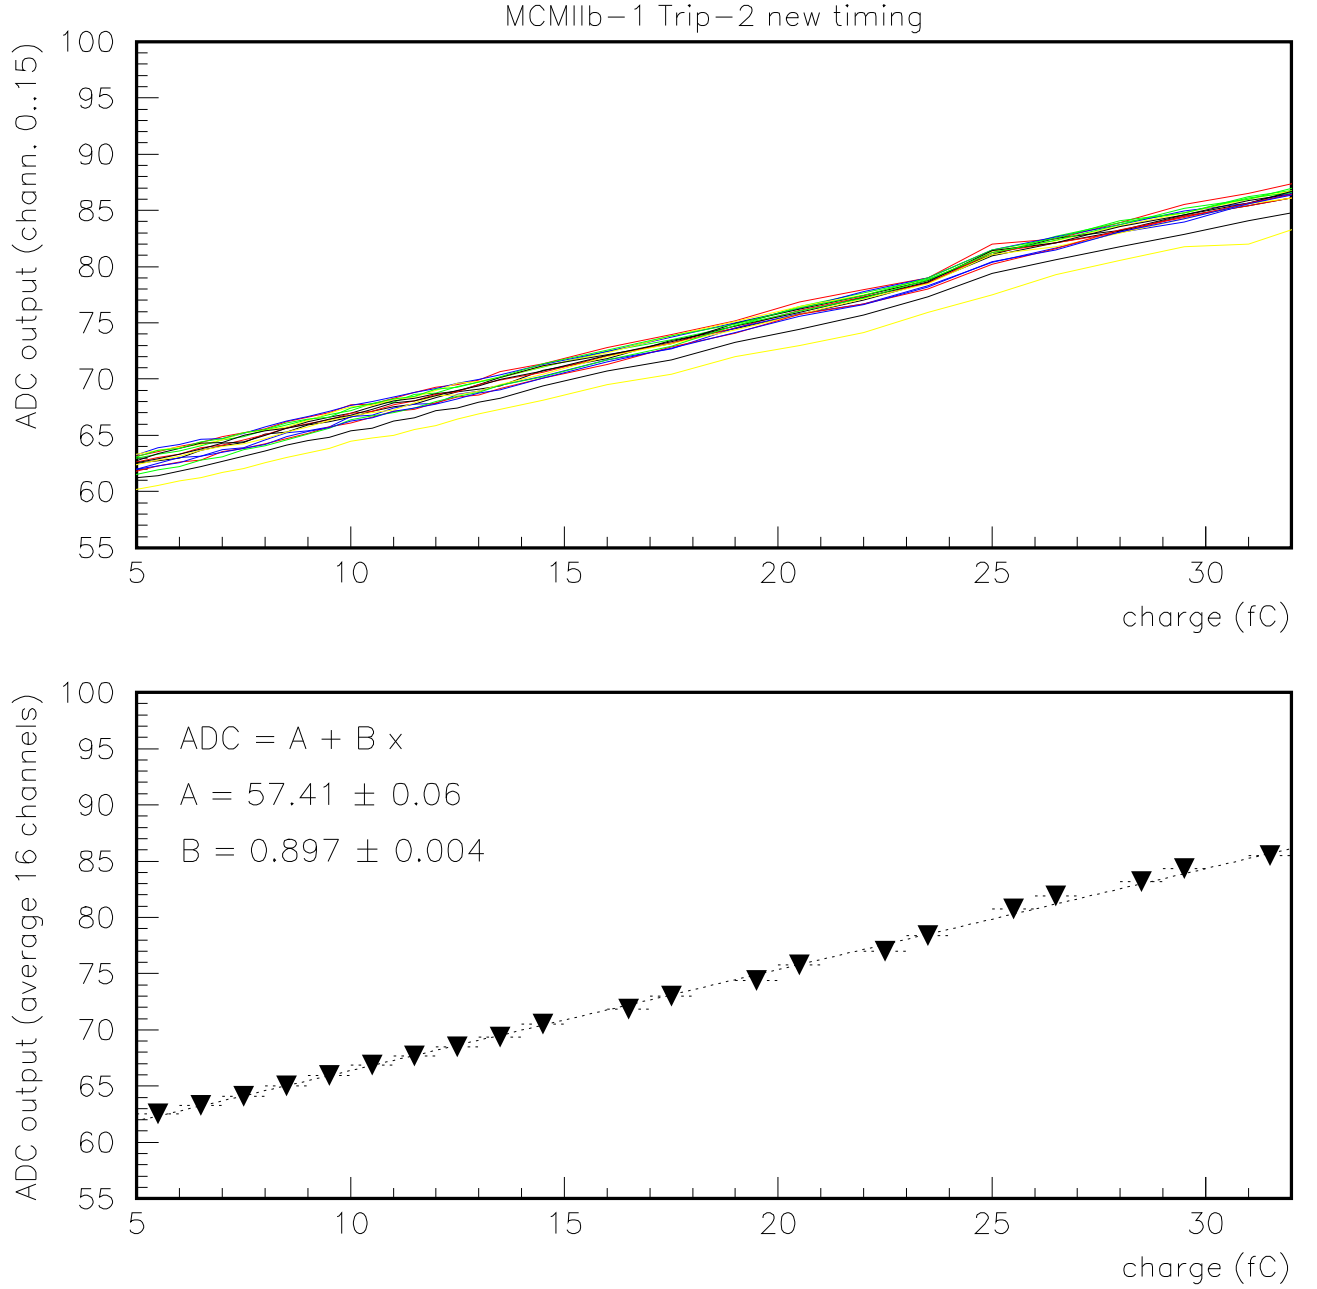 MCMIIb-1 Trip-2 new timing
ADC output (chann. 0..15)
100
95
90
85
80
75
70
65
60
55
5 10 15 20 25 30
charge (fC)
ADC output (average 16 channels)
100
95
90
85
80
75
70
65
60
55
ADC = A + B x
A = 57.41 ± 0.06
B = 0.897 ± 0.004
5 10 15 20 25 30
charge (fC)